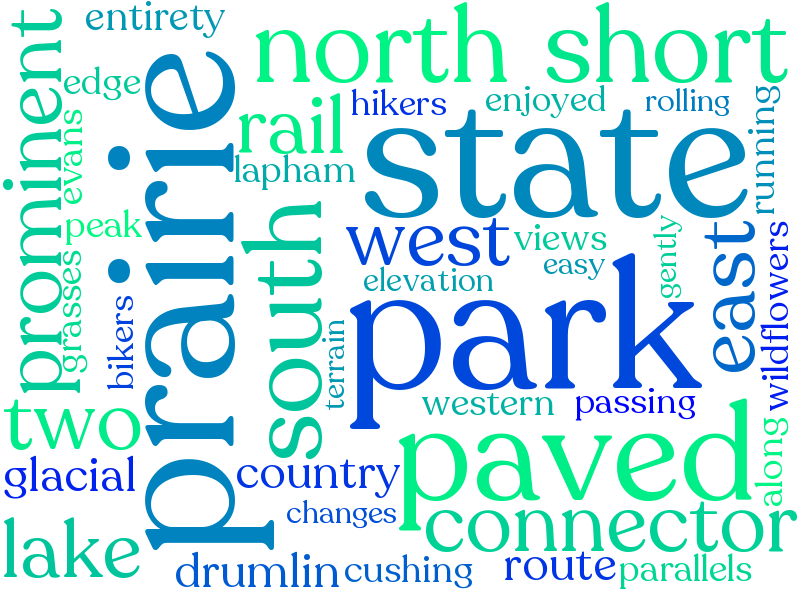 entirety
north short
prominent
edge
prairie
rail
hikers
enjoyed
rolling
evans
lapham
state
running
peak
south
west
views
gently
east
easy
wildflowers
grasses
bikers
elevation
terrain
park
two
western
passing
along
glacial
country
paved
changes
connector
lake
drumlin
cushing
route
parallels